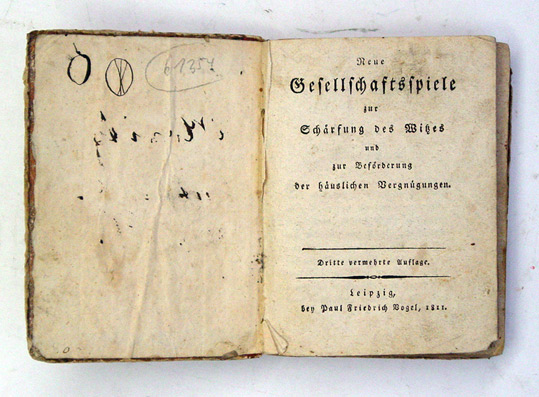 61357
Neue
Gesellschaftsspiele
zur
Schärfung des Witzes
und
zur Beförderung
der häuslichen Vergnügungen.
Dritte vermehrte Auflage.
Leipzig,
bey Paul Friedrich Vogel, 1811.